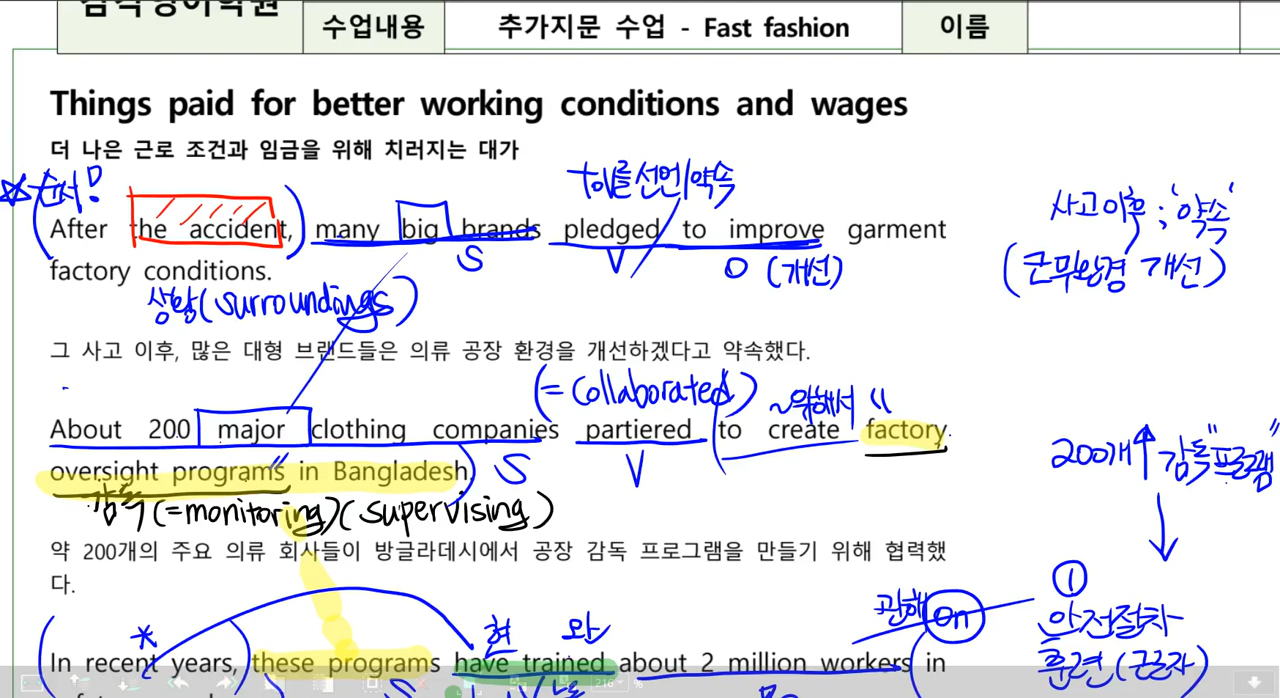 수업내용 추가지문 수업 - Fast fashion 이름
Things paid for better working conditions and wages
더 나은 근로 조건과 임금을 위해 치러지는 대가
to를 선언/약속
After the accident, many big brands pledged to improve garment
사고 이후 ; '약속'
S V O (개선)
(근무환경 개선)
factory conditions.
상황(surroundings)
그 사고 이후, 많은 대형 브랜드들은 의류 공장 환경을 개선하겠다고 약속했다.
(= collaborated) ~위해서
About 200 major clothing companies partiered to create factory
200개 감독 "프로그램"
oversight programs in Bangladesh.
S V
감독 (=monitoring)(supervising)
약 200개의 주요 의류 회사들이 방글라데시에서 공장 감독 프로그램을 만들기 위해 협력했
다.
①
관해 on
안전절차
현 완
훈련(근로자)
In recent years, these programs have trained about 2 million workers in